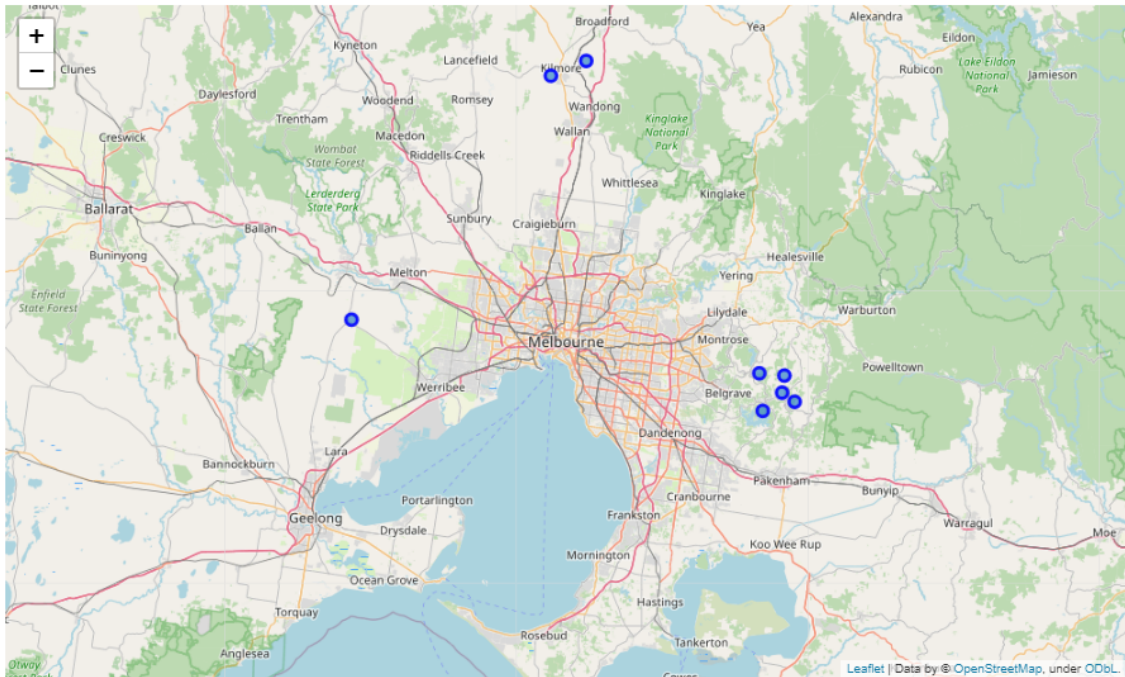 Talbot
Broadford
Yea
Alexandra
+
Kyneton
Eildon
Clunes
Lancefield
Kilmore
Rubicon
Lake Eildon
National
Park
Jamieson
−
Daylesford
Woodend
Romsey
Wandong
Trentham
Kinglake
National
Park
Creswick
Macedon
Wallan
Wombat
State Forest
Riddells Creek
Whittlesea
Lerderderg
State Park
Kinglake
Ballarat
Sunbury
Craigieburn
Ballan
Buninyong
Healesville
Melton
Yering
Enfield
State Forest
Lilydale
Warburton
Melbourne
Montrose
Powelltown
Werribee
Belgrave
Dandenong
Lara
Bannockburn
Pakenham
Bunyip
Portarlington
Cranbourne
Geelong
Frankston
Warragul
Drysdale
Moe
Koo Wee Rup
Mornington
Ocean Grove
Hastings
Torquay
Rosebud
Tankerton
Anglesea
Otway
Cowes
Leaflet | Data by © OpenStreetMap, under ODbL.